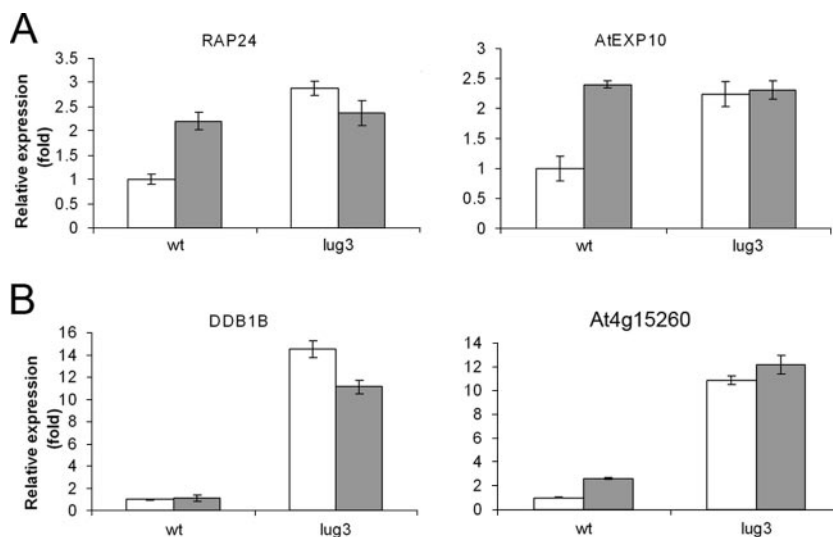 A
RAP24
Relative expression
(fold)
3.5
3
2.5
2
1.5
1
0.5
0
wt
lug3
AtEXP10
3
2.5
2
1.5
1
0.5
0
wt
lug3
B
DDB1B
Relative expression
(fold)
16
14
12
10
8
6
4
2
0
wt
lug3
At4g15260
14
12
10
8
6
4
2
0
wt
lug3